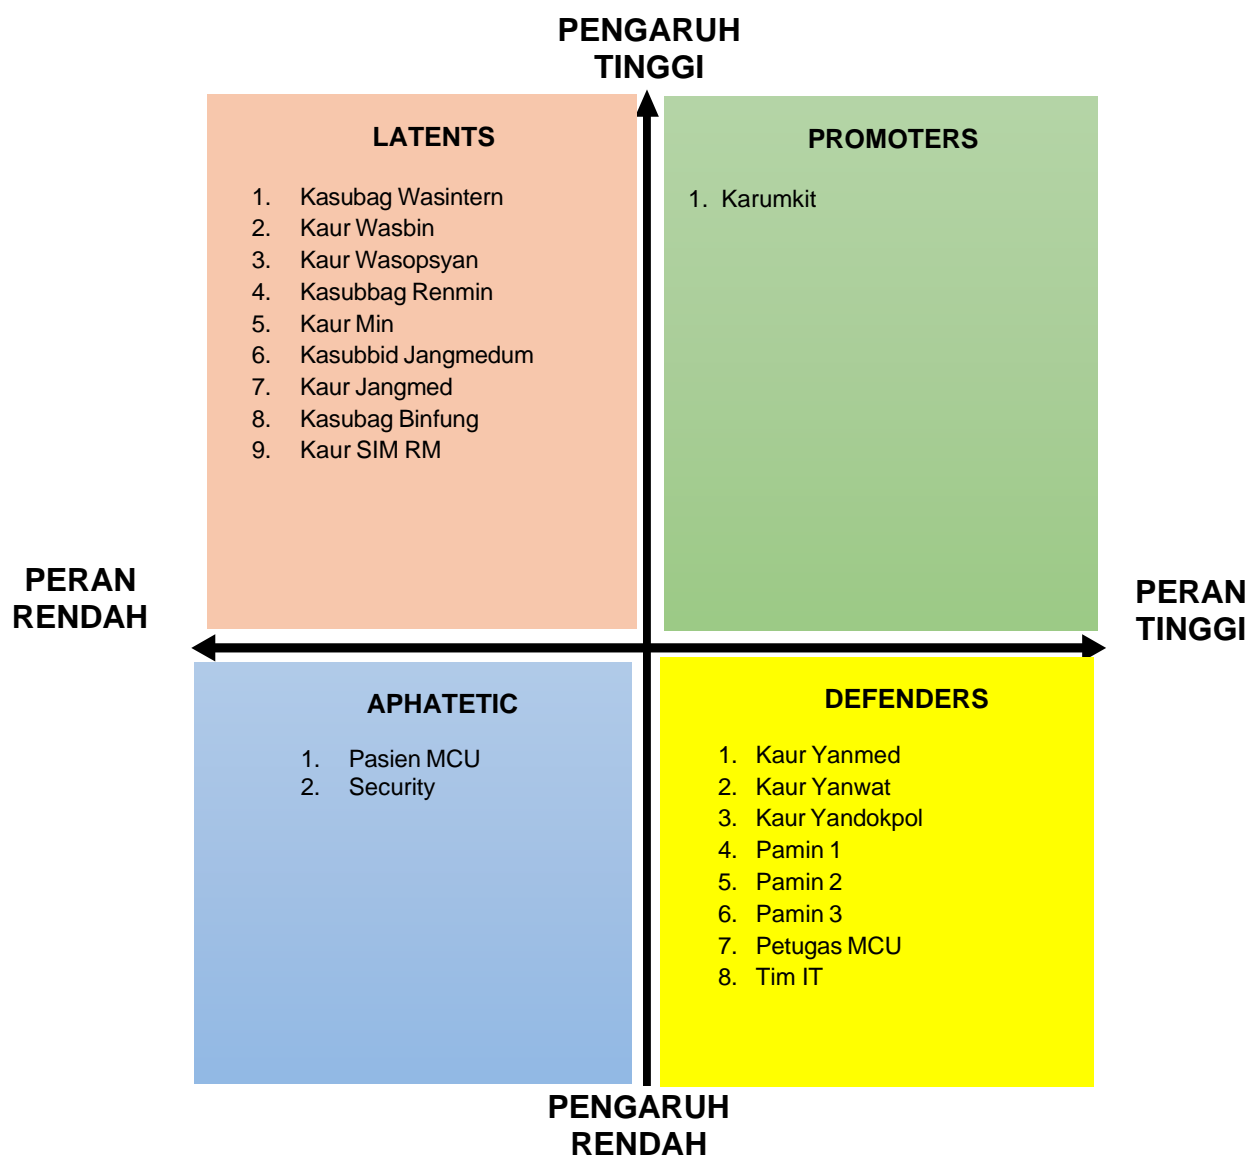 PENGARUH
TINGGI
LATENTS
1. Kasubag Wasintern
2. Kaur Wasbin
3. Kaur Wasopsyan
4. Kasubbag Renmin
5. Kaur Min
6. Kasubbid Jangmedum
7. Kaur Jangmed
8. Kasubag Binfung
9. Kaur SIM RM
PROMOTERS
1. Karumkit
PERAN
RENDAH
PERAN
TINGGI
APHATETIC
1. Pasien MCU
2. Security
DEFENDERS
1. Kaur Yanmed
2. Kaur Yanwat
3. Kaur Yandokpol
4. Pamin 1
5. Pamin 2
6. Pamin 3
7. Petugas MCU
8. Tim IT
PENGARUH
RENDAH